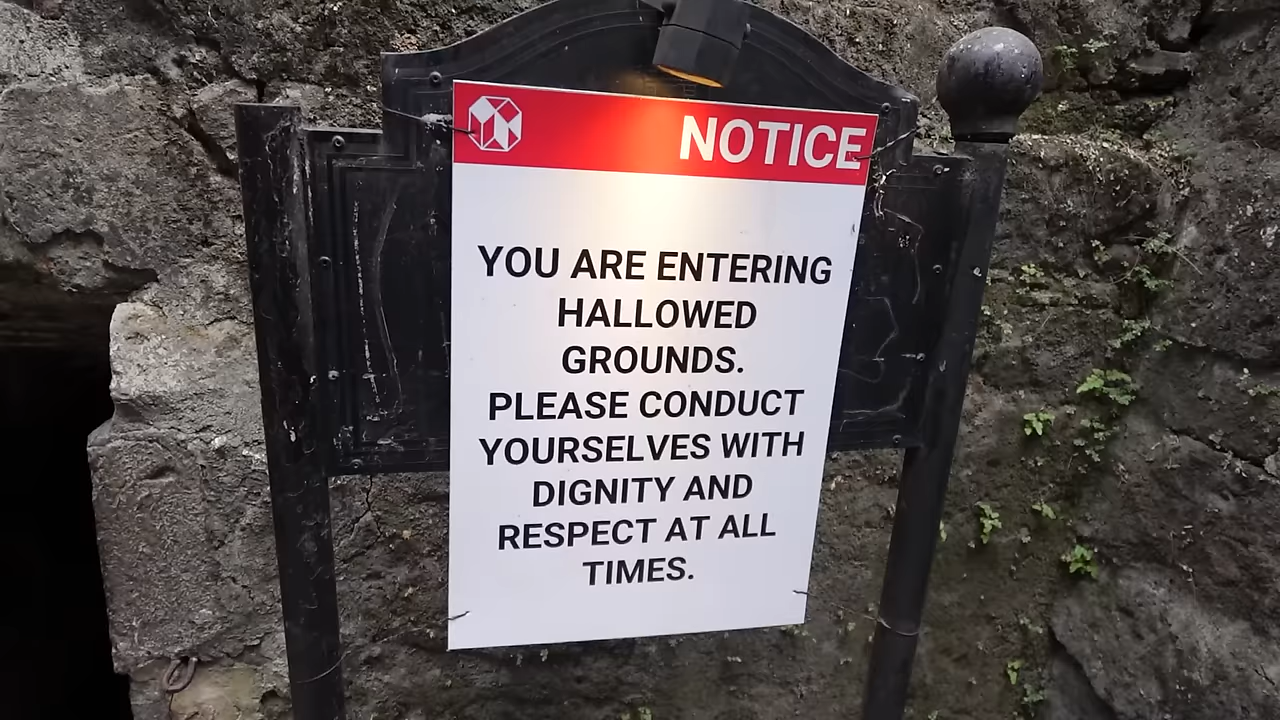 NOTICE
YOU ARE ENTERING
HALLOWED
GROUNDS.
PLEASE CONDUCT
YOURSELVES WITH
DIGNITY AND
RESPECT AT ALL
TIMES.